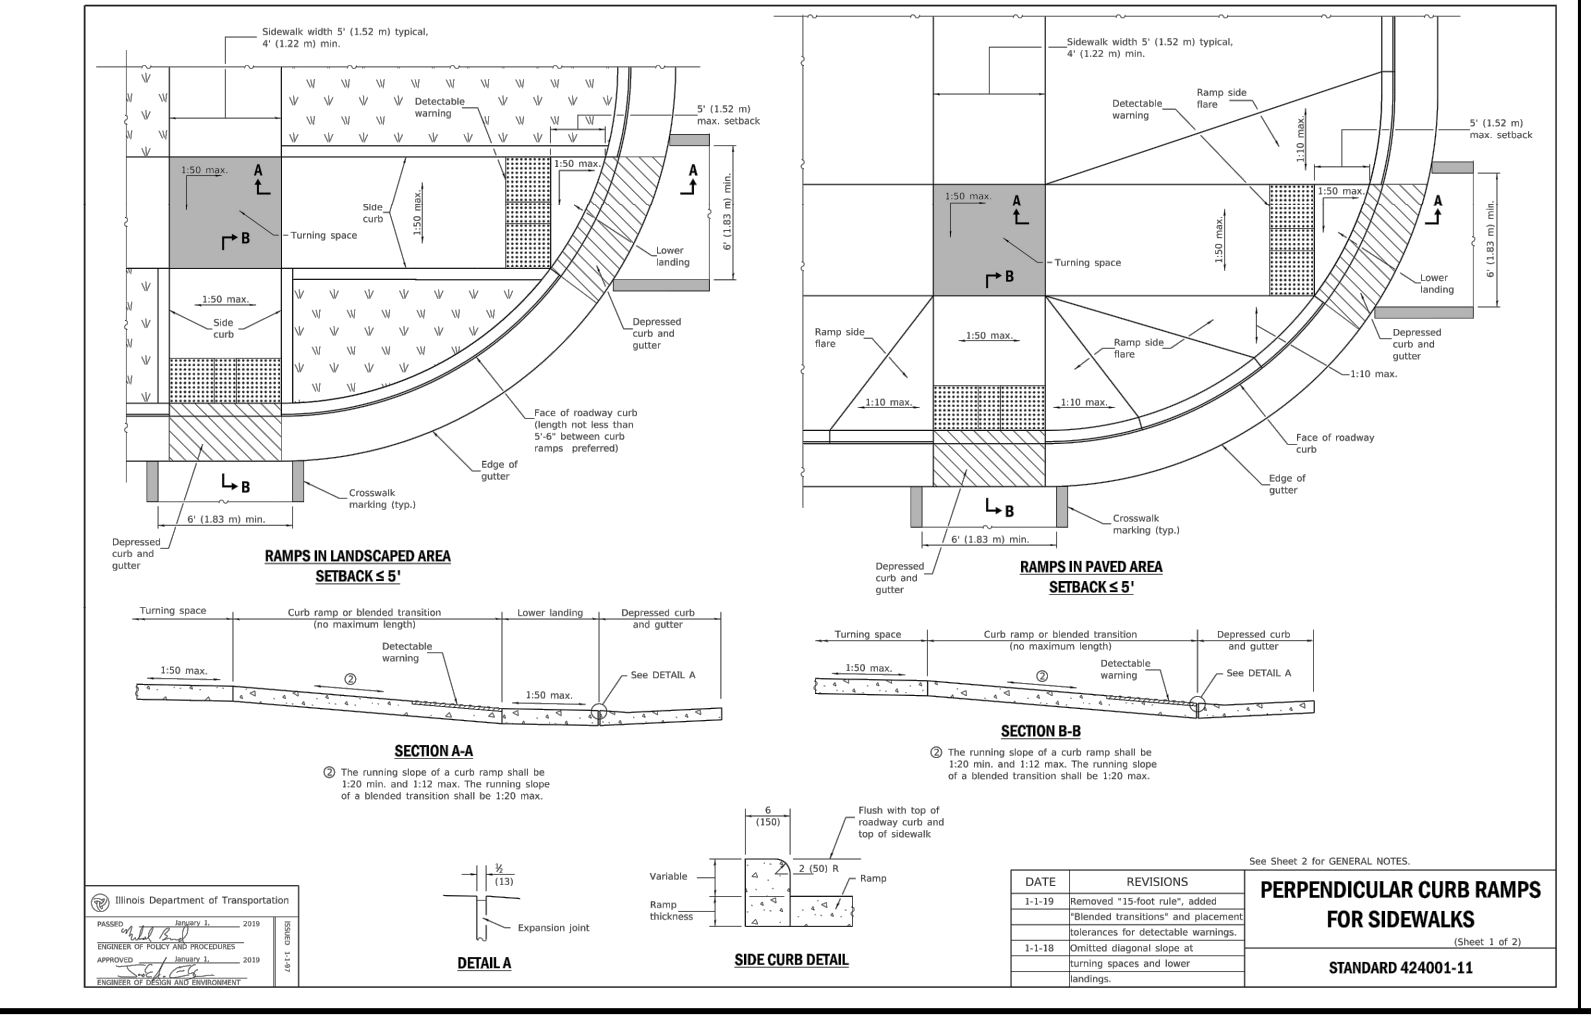 Sidewalk width 5' (1.52 m) typical,
4' (1.22 m) min.
Detectable
warning
5' (1.52 m)
max. setback
1:50 max.
A
1:50 max.
A
Side
curb
1:50 max.
6' (1.83 m) min.
B
Turning space
Lower
landing
1:50 max.
Side
curb
Depressed
curb and
gutter
Face of roadway curb
(length not less than
5'-6" between curb
ramps preferred)
Edge of
gutter
B
Crosswalk
marking (typ.)
6' (1.83 m) min.
Depressed
curb and
gutter
RAMPS IN LANDSCAPED AREA
SETBACK ≤ 5'
Sidewalk width 5' (1.52 m) typical,
4' (1.22 m) min.
Detectable
warning
Ramp side
flare
1:10 max.
5' (1.52 m)
max. setback
1:50 max.
A
1:50 max.
A
1:50 max.
6' (1.83 m) min.
Turning space
B
Lower
landing
Ramp side
flare
1:50 max.
Ramp side
flare
Depressed
curb and
gutter
1:10 max.
1:10 max.
1:10 max.
Face of roadway
curb
Edge of
gutter
B
Crosswalk
marking (typ.)
6' (1.83 m) min.
Depressed
curb and
gutter
RAMPS IN PAVED AREA
SETBACK ≤ 5'
Turning space
Curb ramp or blended transition
(no maximum length)
Lower landing
Depressed curb
and gutter
Detectable
warning
1:50 max.
2
See DETAIL A
1:50 max.
SECTION A-A
2 The running slope of a curb ramp shall be
1:20 min. and 1:12 max. The running slope
of a blended transition shall be 1:20 max.
Turning space
Curb ramp or blended transition
(no maximum length)
Depressed curb
and gutter
1:50 max.
2
Detectable
warning
See DETAIL A
SECTION B-B
2 The running slope of a curb ramp shall be
1:20 min. and 1:12 max. The running slope
of a blended transition shall be 1:20 max.
½
(13)
Expansion joint
DETAIL A
6
(150)
Flush with top of
roadway curb and
top of sidewalk
Variable
2 (50) R
Ramp
Ramp
thickness
SIDE CURB DETAIL
Illinois Department of Transportation
PASSED January 1, 2019
ENGINEER OF POLICY AND PROCEDURES
APPROVED January 1, 2019
ENGINEER OF DESIGN AND ENVIRONMENT
ISSUED 1-1-97
See Sheet 2 for GENERAL NOTES.
DATE REVISIONS
1-1-19 Removed "15-foot rule", added
"Blended transitions" and placement
tolerances for detectable warnings.
1-1-18 Omitted diagonal slope at
turning spaces and lower
landings.
PERPENDICULAR CURB RAMPS
FOR SIDEWALKS
(Sheet 1 of 2)
STANDARD 424001-11